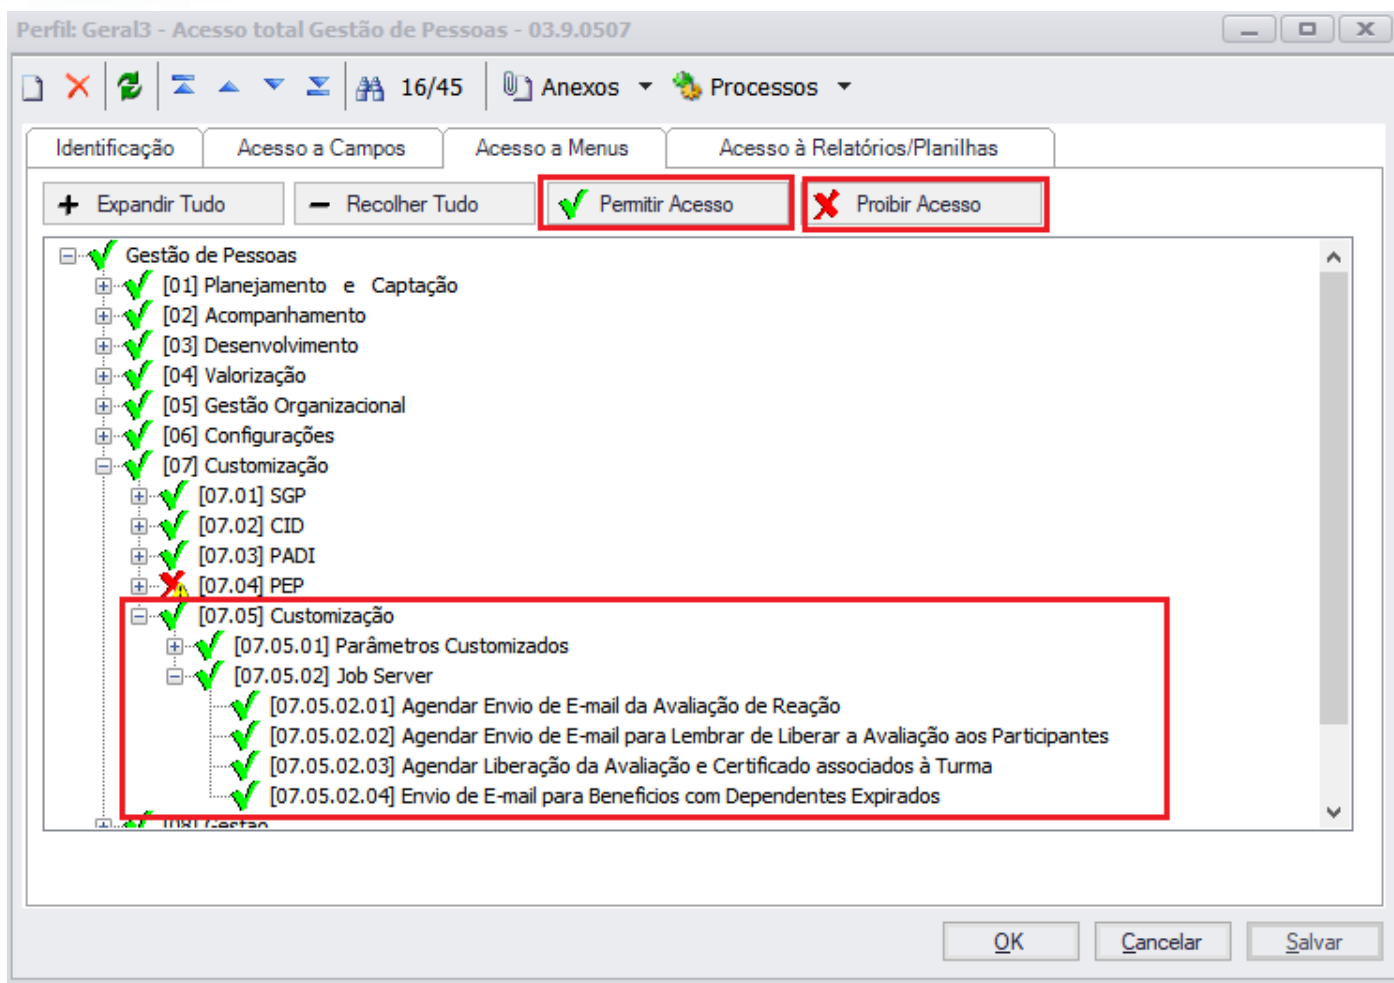 Perfil: Geral3 - Acesso total Gestão de Pessoas - 03.9.0507
16/45 Anexos Processos
Identificação Acesso a Campos Acesso a Menus Acesso à Relatórios/Planilhas
Expandir Tudo Recolher Tudo Permitir Acesso Proibir Acesso
Gestão de Pessoas
[01] Planejamento e Captação
[02] Acompanhamento
[03] Desenvolvimento
[04] Valorização
[05] Gestão Organizacional
[06] Configurações
[07] Customização
[07.01] SGP
[07.02] CID
[07.03] PADI
[07.04] PEP
[07.05] Customização
[07.05.01] Parâmetros Customizados
[07.05.02] Job Server
[07.05.02.01] Agendar Envio de E-mail da Avaliação de Reação
[07.05.02.02] Agendar Envio de E-mail para Lembrar de Liberar a Avaliação aos Participantes
[07.05.02.03] Agendar Liberação da Avaliação e Certificado associados à Turma
[07.05.02.04] Envio de E-mail para Beneficios com Dependentes Expirados
[08] Gestão
OK Cancelar Salvar